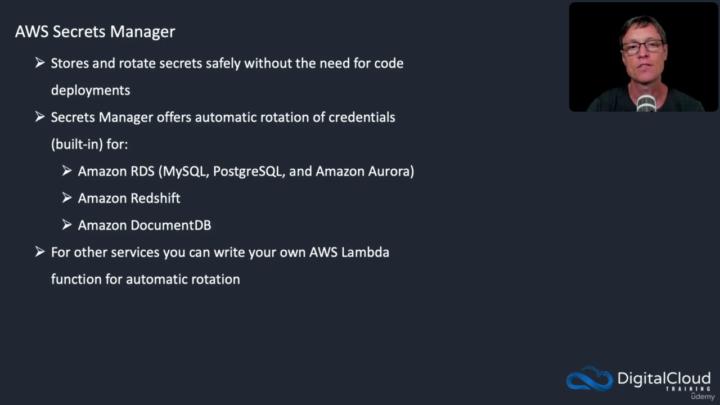 AWS Secrets Manager
➢ Stores and rotate secrets safely without the need for code
deployments
➢ Secrets Manager offers automatic rotation of credentials
(built-in) for:
➢ Amazon RDS (MySQL, PostgreSQL, and Amazon Aurora)
➢ Amazon Redshift
➢ Amazon DocumentDB
➢ For other services you can write your own AWS Lambda
function for automatic rotation
DigitalCloud
TRAINING
ûdemy